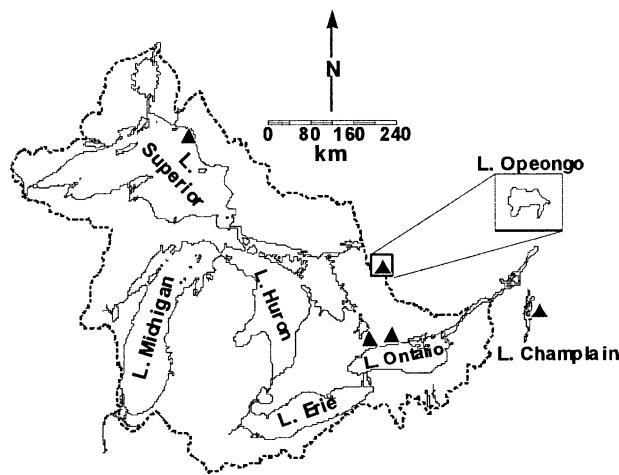 N
0 80 160 240
km
L. Opeongo
L.
Superior
L. Michigan
L. Huron
L. Ontario
L. Champlain
L. Erie